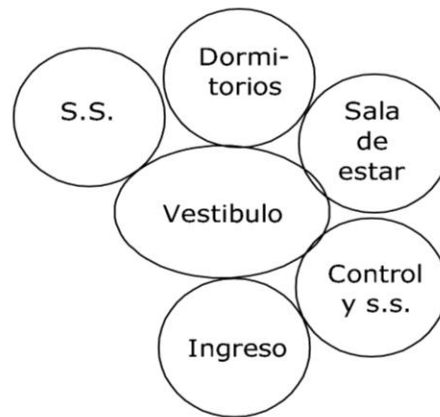 Dormi-
torios
S.S.
Sala
de
estar
Vestibulo
Control
y s.s.
Ingreso